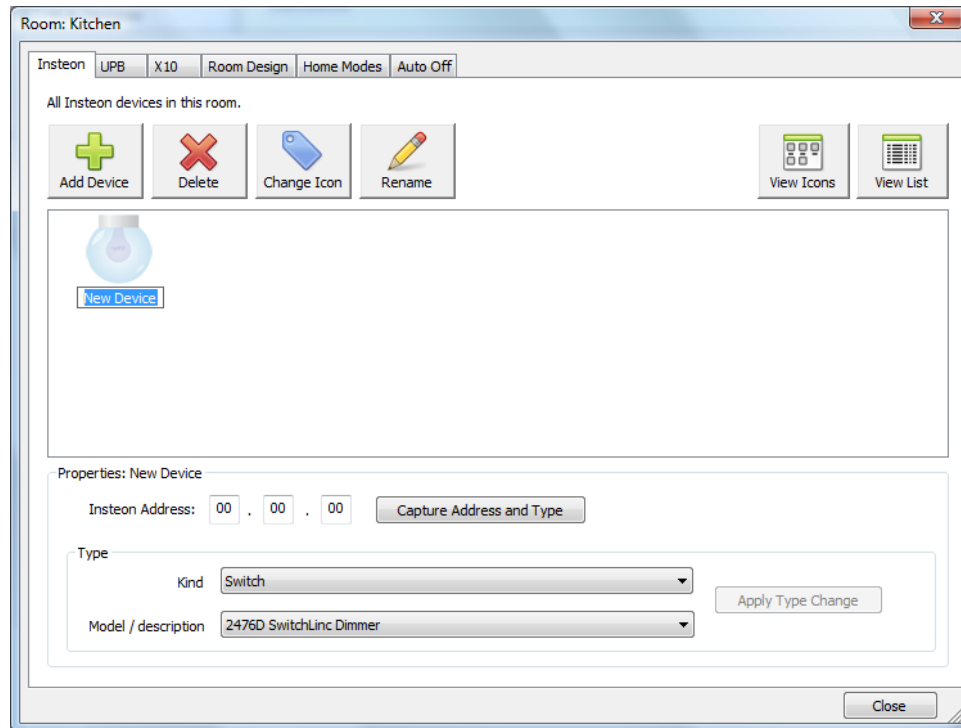 Room: Kitchen
Insteon UPB X10 Room Design Home Modes Auto Off
All Insteon devices in this room.
Add Device Delete Change Icon Rename View Icons View List
New Device
Properties: New Device
Insteon Address: 00 . 00 . 00 Capture Address and Type
Type
Kind Switch
Apply Type Change
Model / description 2476D SwitchLinc Dimmer
Close